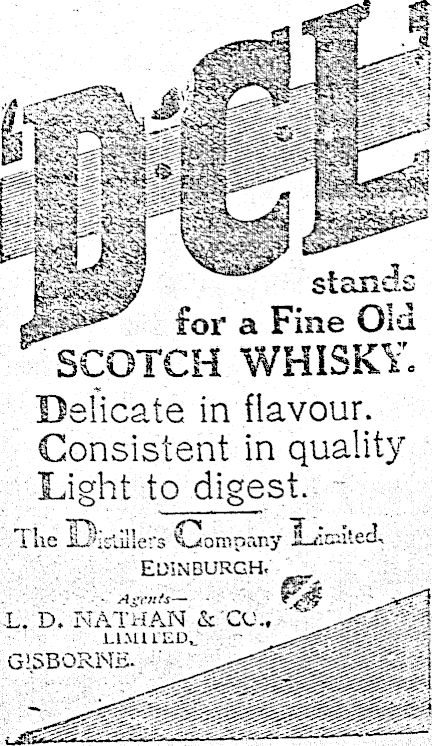 D.C.L.
stands
for a Fine Old
SCOTCH WHISKY.
Delicate in flavour.
Consistent in quality
Light to digest.
The Distillers Company Limited,
EDINBURGH.
Agents—
L. D. NATHAN & CO.,
LIMITED,
GISBORNE.